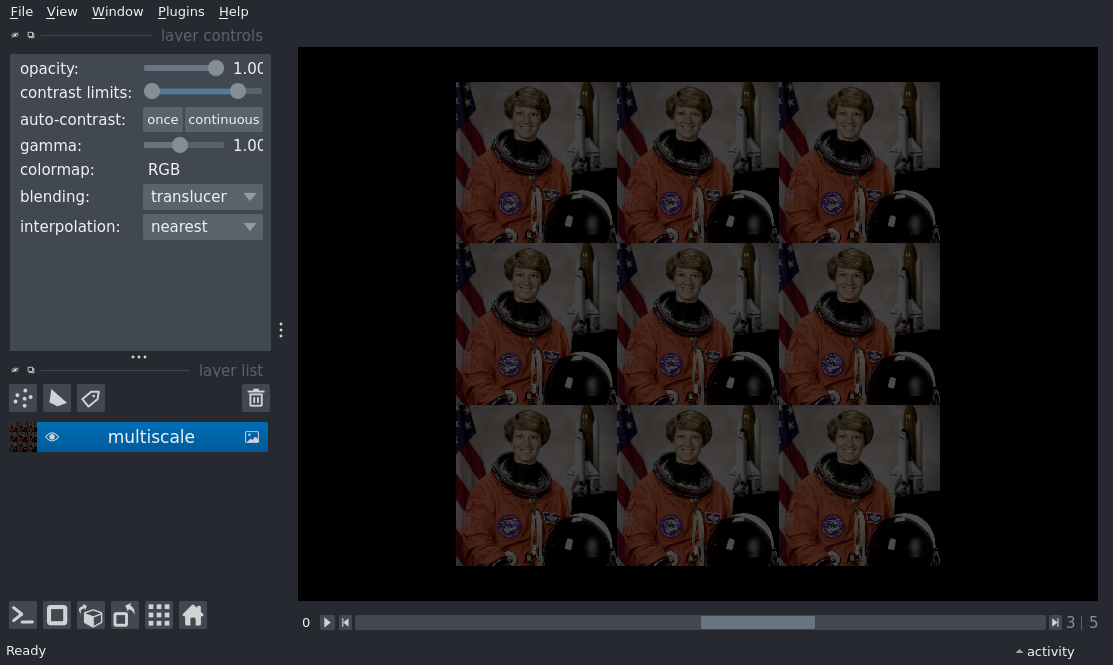 File View Window Plugins Help
layer controls
opacity: 1.00
contrast limits:
auto-contrast: once continuous
gamma: 1.00
colormap: RGB
blending: translucer
interpolation: nearest
layer list
multiscale
0 3 | 5
Ready activity